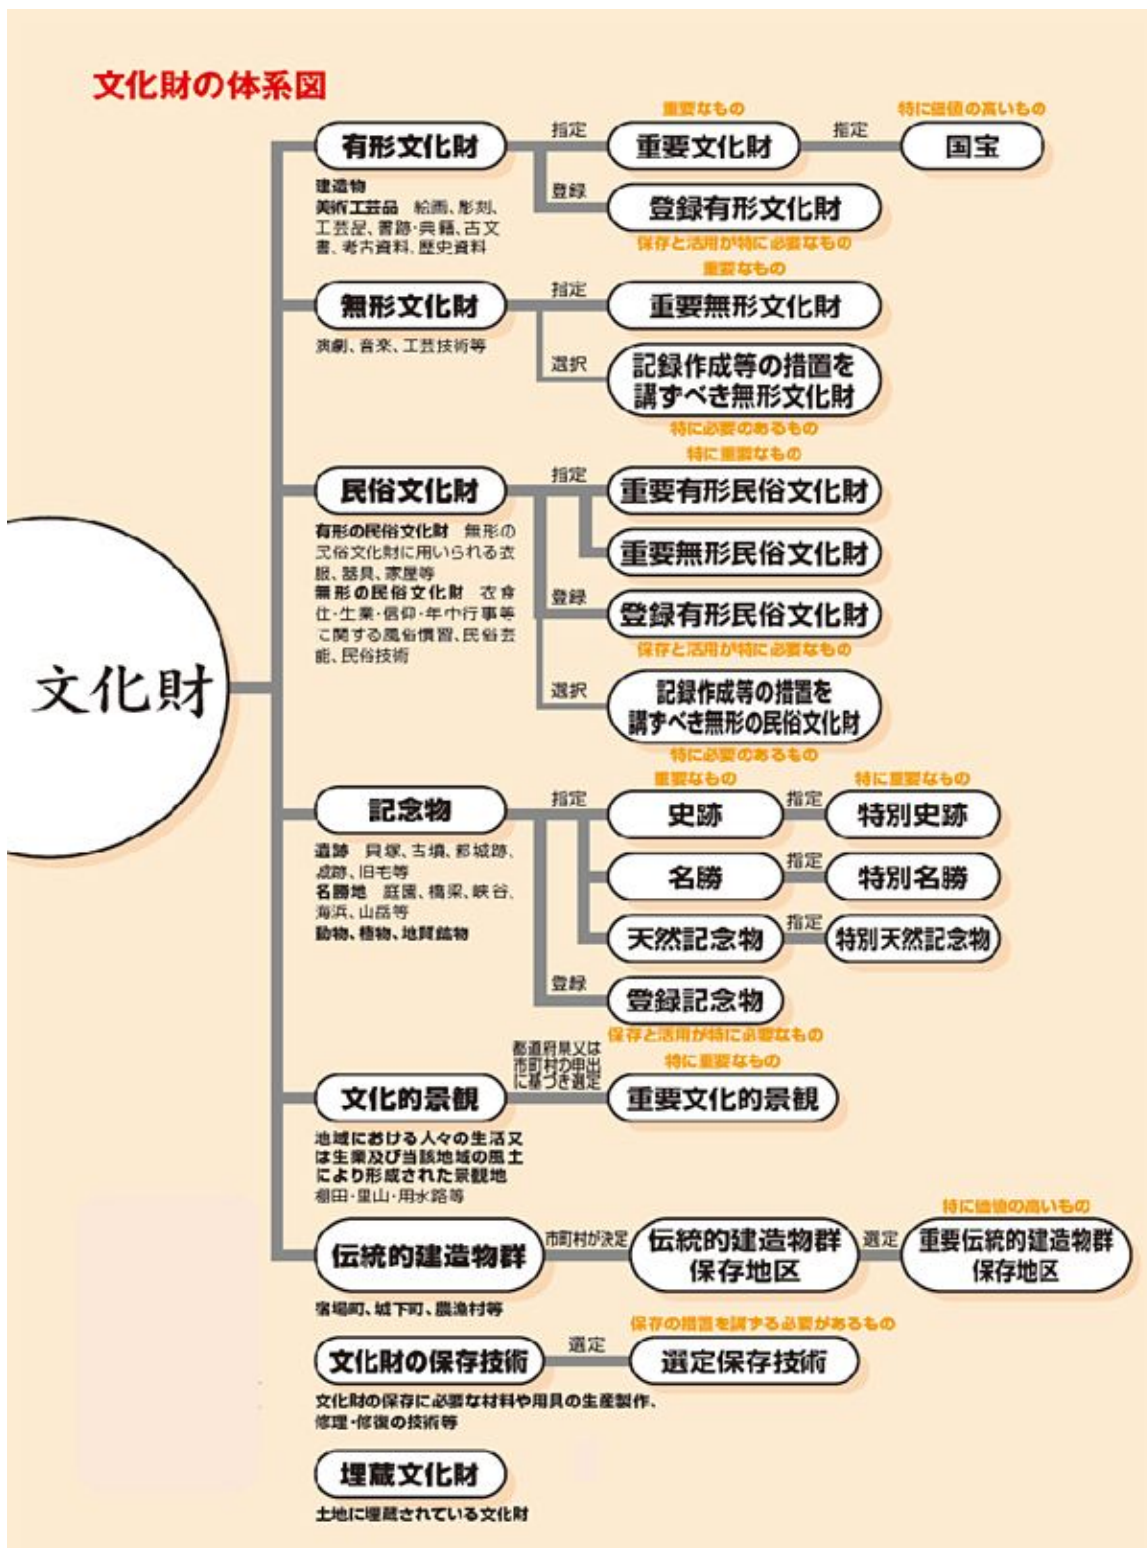 文化財の体系図
文化財
有形文化財
指定
重要なもの
重要文化財
指定
特に価値の高いもの
国宝
登録
登録有形文化財
保存と活用が特に必要なもの
建造物
美術工芸品　絵画、彫刻、
工芸品、書跡・典籍、古文
書、考古資料、歴史資料
無形文化財
指定
重要なもの
重要無形文化財
選択
記録作成等の措置を
講ずべき無形文化財
特に必要のあるもの
演劇、音楽、工芸技術等
民俗文化財
指定
特に重要なもの
重要有形民俗文化財
重要無形民俗文化財
登録
登録有形民俗文化財
保存と活用が特に必要なもの
選択
記録作成等の措置を
講ずべき無形の民俗文化財
特に必要のあるもの
有形の民俗文化財　無形の
民俗文化財に用いられる衣
服、器具、家屋等
無形の民俗文化財　衣食
住・生業・信仰・年中行事等
に関する風俗慣習、民俗芸
能、民俗技術
記念物
指定
重要なもの
史跡
指定
特に重要なもの
特別史跡
名勝
指定
特別名勝
天然記念物
指定
特別天然記念物
登録
登録記念物
保存と活用が特に必要なもの
遺跡　貝塚、古墳、都城跡、
城跡、旧宅等
名勝地　庭園、橋梁、峡谷、
海浜、山岳等
動物、植物、地質鉱物
文化的景観
都道府県又は
市町村の申出
に基づき選定
特に重要なもの
重要文化的景観
地域における人々の生活又
は生業及び当該地域の風土
により形成された景観地
棚田・里山・用水路等
伝統的建造物群
市町村が決定
伝統的建造物群
保存地区
選定
特に価値の高いもの
重要伝統的建造物群
保存地区
宿場町、城下町、農漁村等
文化財の保存技術
選定
保存の措置を講ずる必要があるもの
選定保存技術
文化財の保存に必要な材料や用具の生産製作、
修理・修復の技術等
埋蔵文化財
土地に埋蔵されている文化財